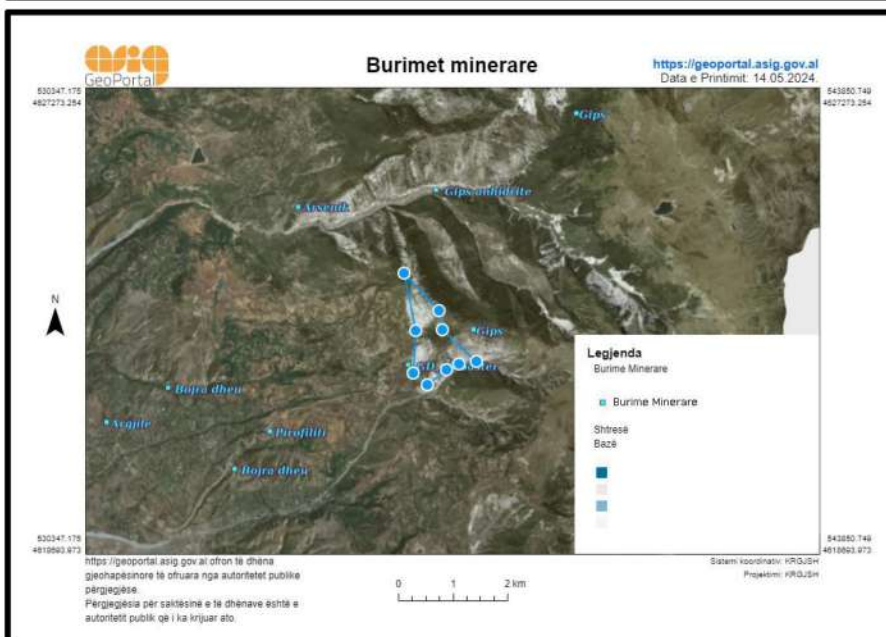 asig
GeoPortal
Burimet minerare
https://geoportal.asig.gov.al
Data e Printimit: 14.05.2024.
530347.175
4627273.254
543850.749
4627273.254
Gips
Gips anhidrite
Arsenik
N
Gips
Bojra dheu
Argjile
Pirofiliti
Bojra dheu
Legjenda
Burime Minerare
Burime Minerare
Shtresë
Bazë
530347.175
4618693.973
543850.749
4618693.973
https://geoportal.asig.gov.al ofron të dhëna
gjeohapësinore të ofruara nga autoritetet publike
përgjegjëse.
Përgjegjësia për saktësinë e të dhënave është e
autoritetit publik që i ka krijuar ato.
0 1 2 km
Sistemi koordinativ: KRGJSH
Projeksioni: KRGJSH